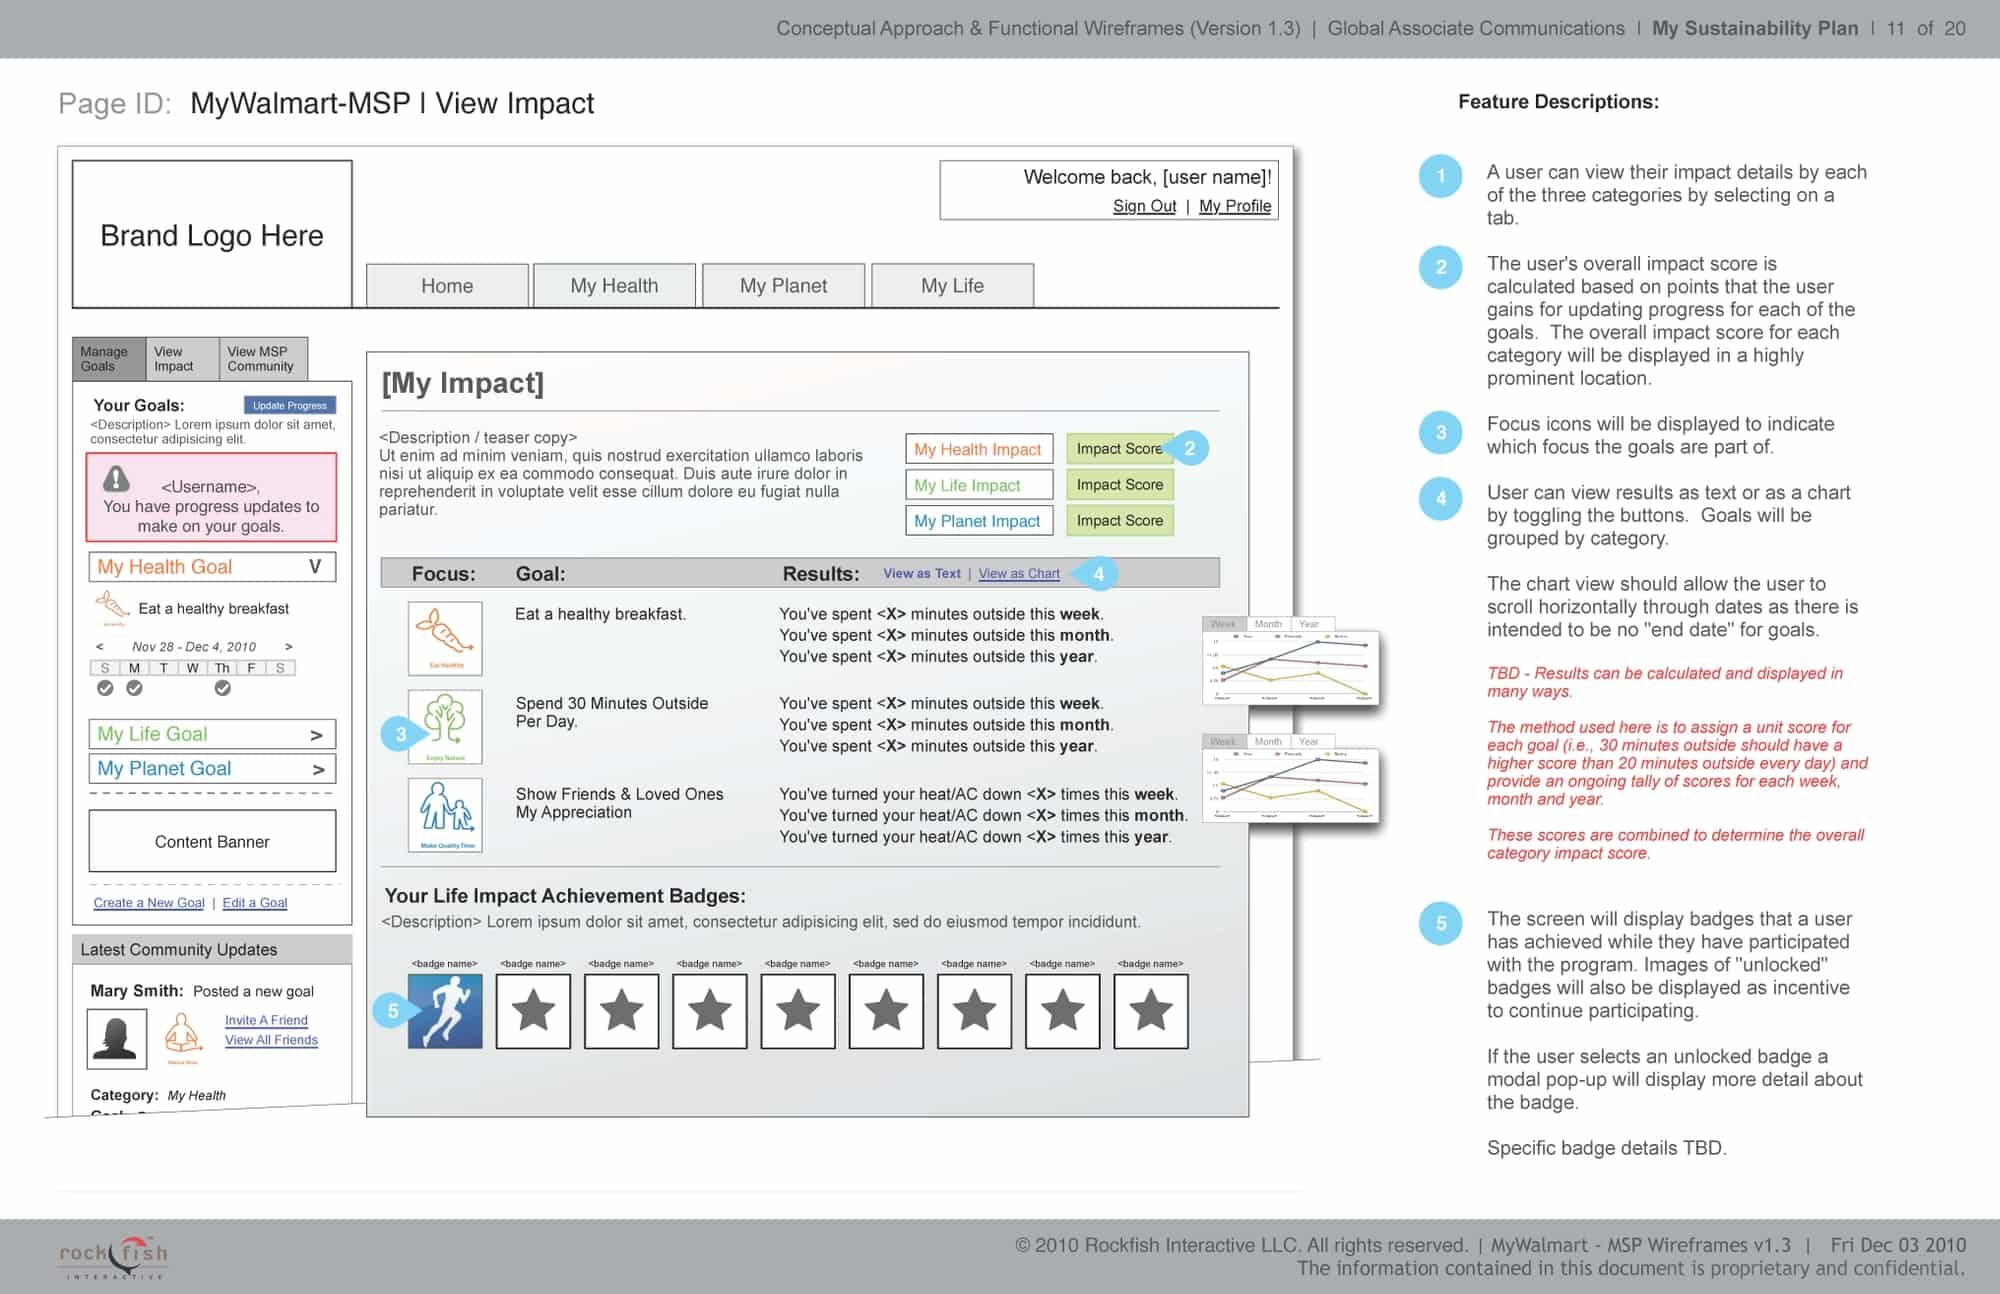 Conceptual Approach & Functional Wireframes (Version 1.3) | Global Associate Communications | My Sustainability Plan | 11 of 20
Page ID: MyWalmart-MSP | View Impact
Brand Logo Here
Welcome back, [user name]!
Sign Out | My Profile
Home
My Health
My Planet
My Life
Manage
Goals
View
Impact
View MSP
Community
Your Goals:
Update Progress
<Description> Lorem ipsum dolor sit amet,
consectetur adipisicing elit.
<Username>,
You have progress updates to
make on your goals.
My Health Goal V
Eat a healthy breakfast
< Nov 28 - Dec 4, 2010 >
S M T W Th F S
My Life Goal >
My Planet Goal >
Content Banner
Create a New Goal | Edit a Goal
Latest Community Updates
Mary Smith: Posted a new goal
Invite A Friend
View All Friends
Category: My Health
[My Impact]
<Description / teaser copy>
Ut enim ad minim veniam, quis nostrud exercitation ullamco laboris
nisi ut aliquip ex ea commodo consequat. Duis aute irure dolor in
reprehenderit in voluptate velit esse cillum dolore eu fugiat nulla
pariatur.
My Health Impact Impact Score 2
My Life Impact Impact Score
My Planet Impact Impact Score
Focus: Goal: Results: View as Text | View as Chart 4
Eat Healthy
Eat a healthy breakfast.
You've spent <X> minutes outside this week.
You've spent <X> minutes outside this month.
You've spent <X> minutes outside this year.
3
Enjoy Nature
Spend 30 Minutes Outside
Per Day.
You've spent <X> minutes outside this week.
You've spent <X> minutes outside this month.
You've spent <X> minutes outside this year.
Make Quality Time
Show Friends & Loved Ones
My Appreciation
You've turned your heat/AC down <X> times this week.
You've turned your heat/AC down <X> times this month.
You've turned your heat/AC down <X> times this year.
Week Month Year
Week Month Year
Your Life Impact Achievement Badges:
<Description> Lorem ipsum dolor sit amet, consectetur adipisicing elit, sed do eiusmod tempor incididunt.
<badge name> <badge name> <badge name> <badge name> <badge name> <badge name> <badge name> <badge name> <badge name>
5
Feature Descriptions:
1
A user can view their impact details by each
of the three categories by selecting on a
tab.
2
The user's overall impact score is
calculated based on points that the user
gains for updating progress for each of the
goals. The overall impact score for each
category will be displayed in a highly
prominent location.
3
Focus icons will be displayed to indicate
which focus the goals are part of.
4
User can view results as text or as a chart
by toggling the buttons. Goals will be
grouped by category.
The chart view should allow the user to
scroll horizontally through dates as there is
intended to be no "end date" for goals.
TBD - Results can be calculated and displayed in
many ways.
The method used here is to assign a unit score for
each goal (i.e., 30 minutes outside should have a
higher score than 20 minutes outside every day) and
provide an ongoing tally of scores for each week,
month and year.
These scores are combined to determine the overall
category impact score.
5
The screen will display badges that a user
has achieved while they have participated
with the program. Images of "unlocked"
badges will also be displayed as incentive
to continue participating.
If the user selects an unlocked badge a
modal pop-up will display more detail about
the badge.
Specific badge details TBD.
rockfish
INTERACTIVE
© 2010 Rockfish Interactive LLC. All rights reserved. | MyWalmart - MSP Wireframes v1.3 | Fri Dec 03 2010
The information contained in this document is proprietary and confidential.